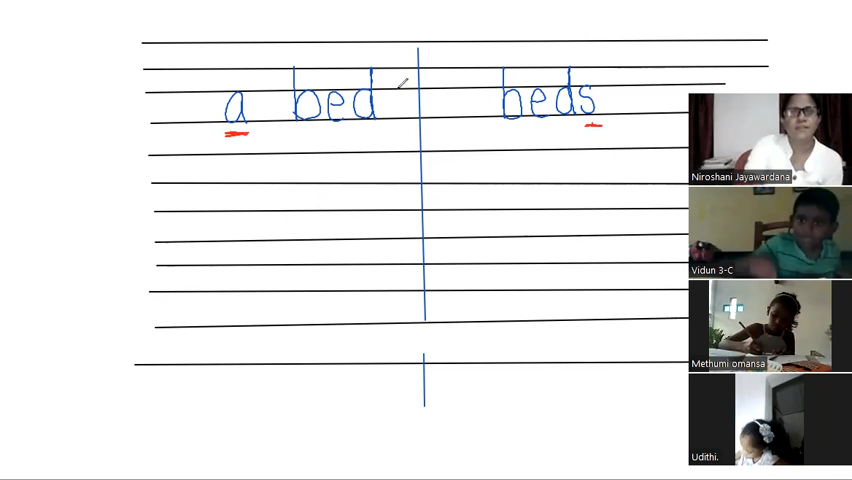 a bed beds
Niroshani Jayawardana
Vidun 3-C
Methumi omansa
Udithi.